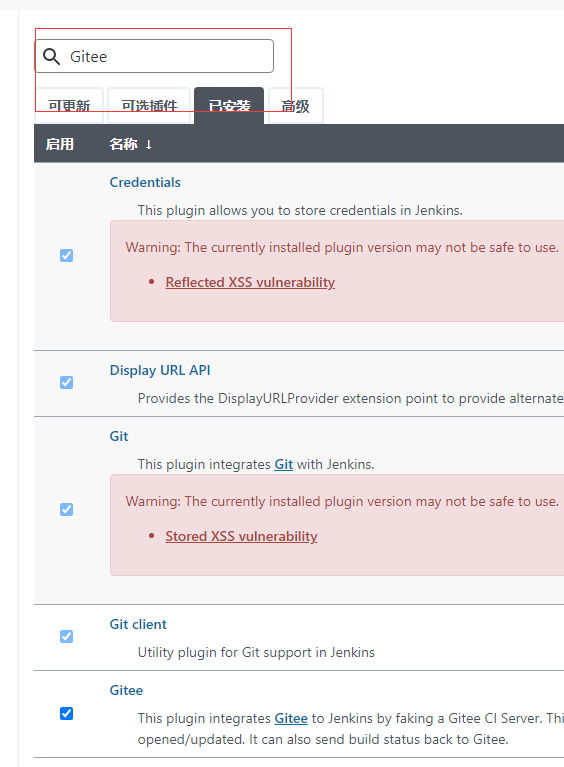 Gitee
可更新 可选插件 已安装 高级
启用 名称 ↓
Credentials
This plugin allows you to store credentials in Jenkins.
Warning: The currently installed plugin version may not be safe to use.
• Reflected XSS vulnerability
Display URL API
Provides the DisplayURLProvider extension point to provide alternate
Git
This plugin integrates Git with Jenkins.
Warning: The currently installed plugin version may not be safe to use.
• Stored XSS vulnerability
Git client
Utility plugin for Git support in Jenkins
Gitee
This plugin integrates Gitee to Jenkins by faking a Gitee CI Server. Thi
opened/updated. It can also send build status back to Gitee.